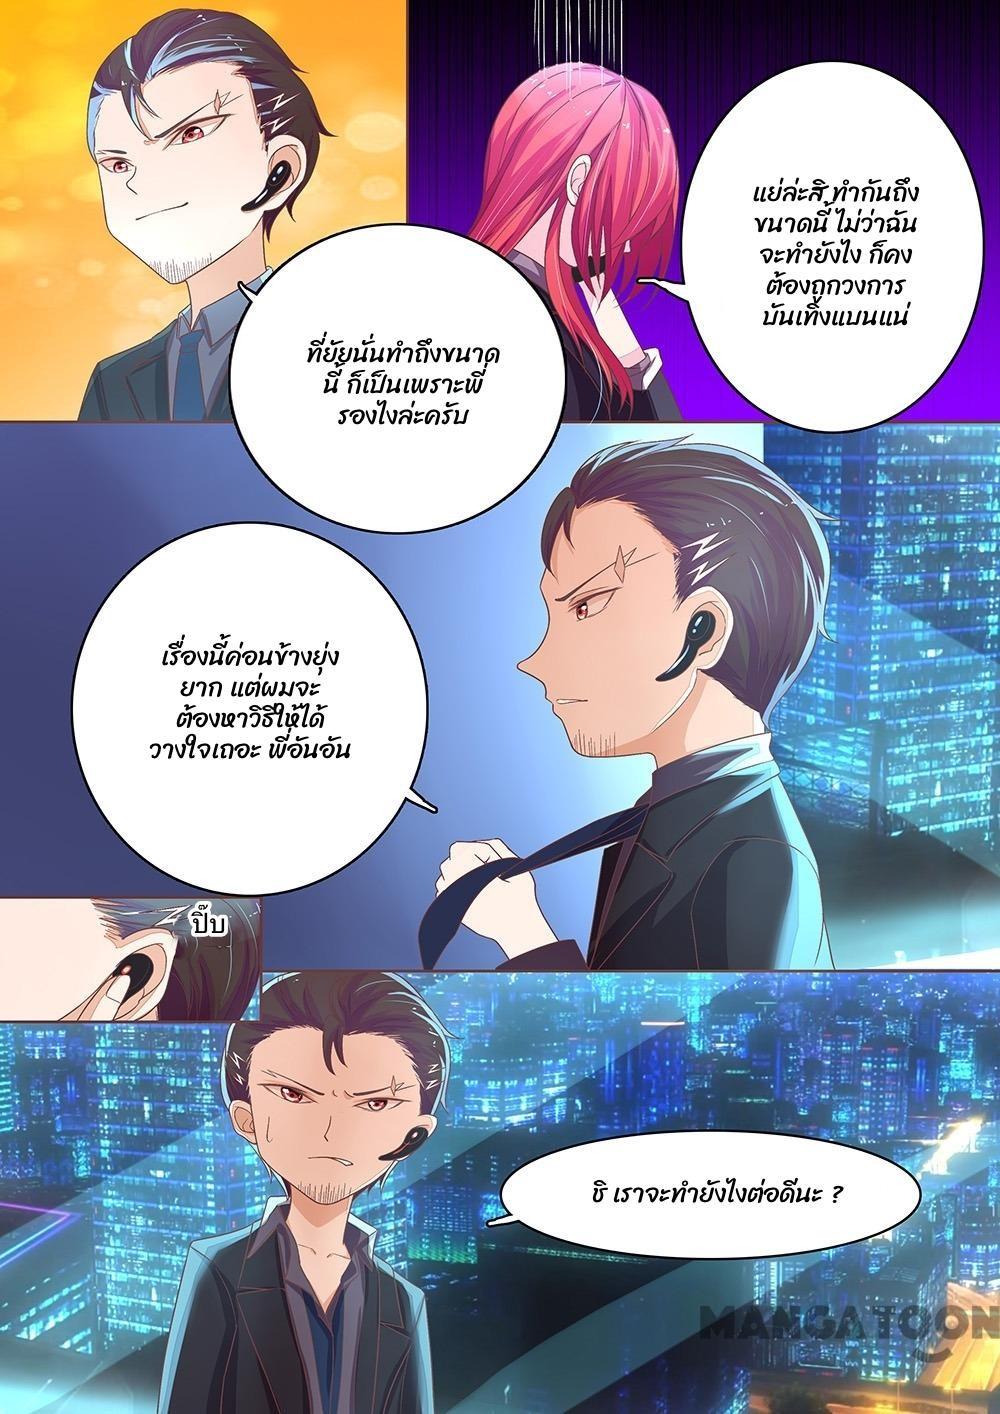 แย่ล่ะสิ ทำกันถึง
ขนาดนี้ ไม่ว่าฉัน
จะทำยังไง ก็คง
ต้องถูกวงการ
บันเทิงแบนแน่
ที่ยัยนั่นทำถึงขนาด
นี้ ก็เป็นเพราะพี่
รองไงล่ะครับ
เรื่องนี้ค่อนข้างยุ่ง
ยาก แต่ผมจะ
ต้องหาวิธีให้ได้
วางใจเถอะ พี่อันอัน
ปิ๊บ
ชิ เราจะทำยังไงต่อดีนะ ?
MANGATOON